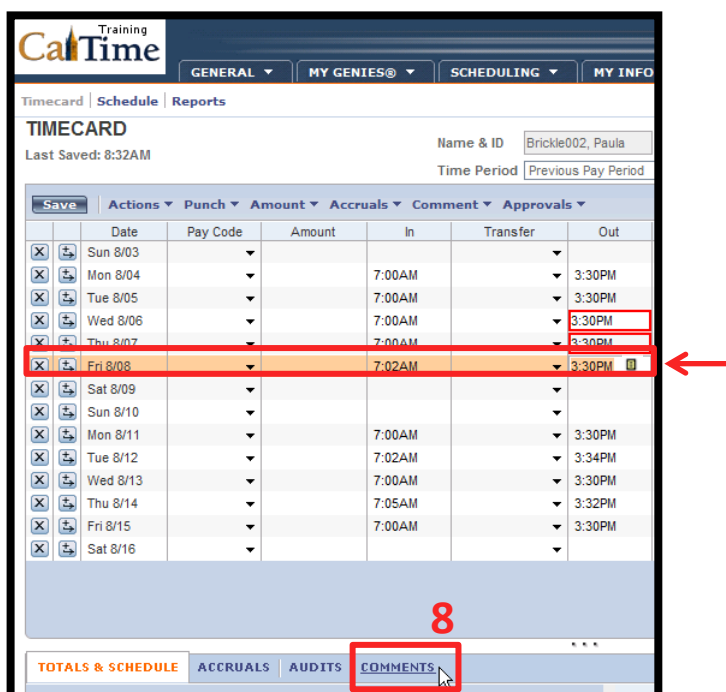 Training
CalTime
GENERAL MY GENIES® SCHEDULING MY INFO
Timecard Schedule Reports
TIMECARD
Last Saved: 8:32AM
Name & ID Brickle002, Paula
Time Period Previous Pay Period
Save Actions Punch Amount Accruals Comment Approvals
Date Pay Code Amount In Transfer Out
Sun 8/03
Mon 8/04 7:00AM 3:30PM
Tue 8/05 7:00AM 3:30PM
Wed 8/06 7:00AM 3:30PM
Thu 8/07 7:00AM 3:30PM
Fri 8/08 7:02AM 3:30PM
Sat 8/09
Sun 8/10
Mon 8/11 7:00AM 3:30PM
Tue 8/12 7:02AM 3:34PM
Wed 8/13 7:00AM 3:30PM
Thu 8/14 7:05AM 3:32PM
Fri 8/15 7:00AM 3:30PM
Sat 8/16
8
TOTALS & SCHEDULE ACCRUALS AUDITS COMMENTS